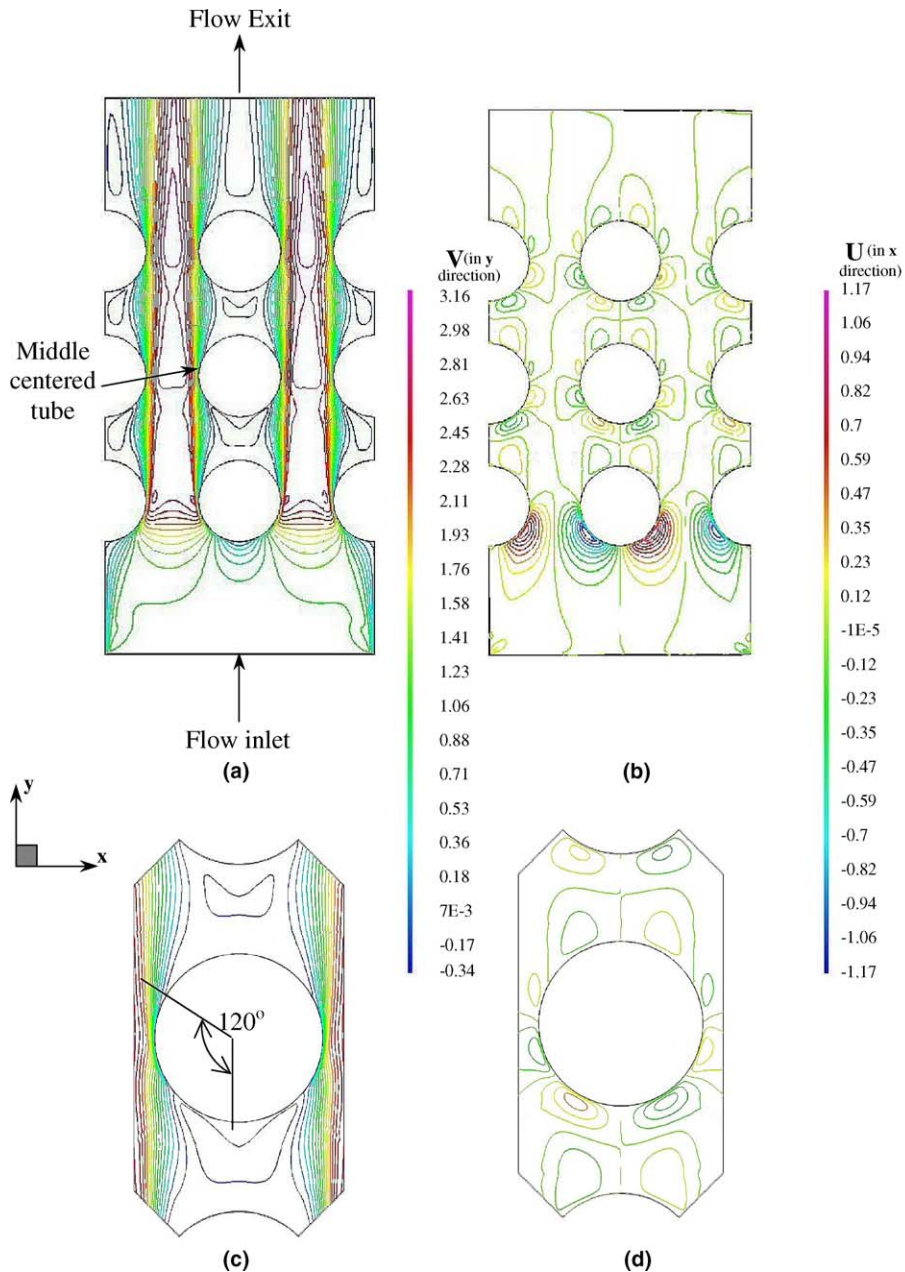 Flow Exit
V (in y
direction)
3.16
2.98
2.81
2.63
2.45
2.28
2.11
1.93
1.76
1.58
1.41
1.23
1.06
0.88
0.71
0.53
0.36
0.18
7E-3
-0.17
-0.34
U (in x
direction)
1.17
1.06
0.94
0.82
0.7
0.59
0.47
0.35
0.23
0.12
-1E-5
-0.12
-0.23
-0.35
-0.47
-0.59
-0.7
-0.82
-0.94
-1.06
-1.17
Middle
centered
tube
Flow inlet
(a)
(b)
y
x
120°
(c)
(d)